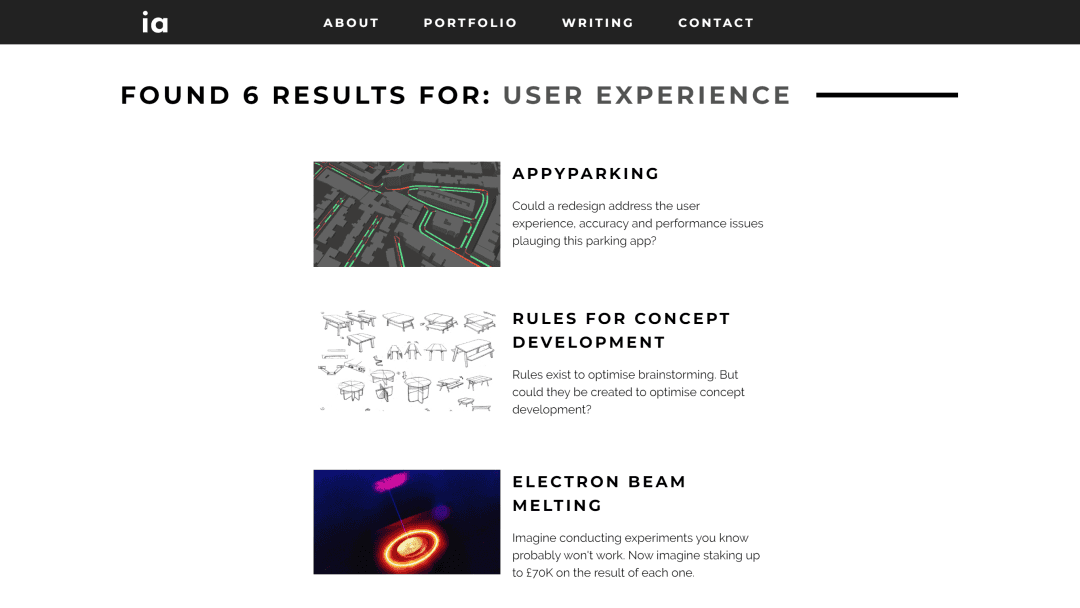 ia
ABOUT PORTFOLIO WRITING CONTACT
FOUND 6 RESULTS FOR: USER EXPERIENCE
APPYPARKING
Could a redesign address the user
experience, accuracy and performance issues
plauging this parking app?
RULES FOR CONCEPT
DEVELOPMENT
Rules exist to optimise brainstorming. But
could they be created to optimise concept
development?
ELECTRON BEAM
MELTING
Imagine conducting experiments you know
probably won't work. Now imagine staking up
to £70K on the result of each one.